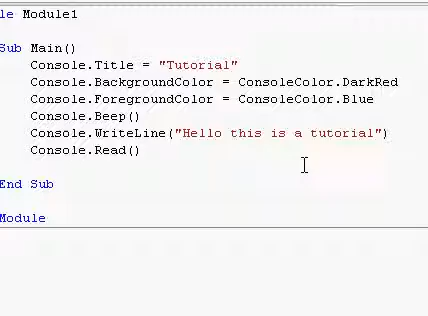 le Module1
Sub Main()
Console.Title = "Tutorial"
Console.BackgroundColor = ConsoleColor.DarkRed
Console.ForegroundColor = ConsoleColor.Blue
Console.Beep()
Console.WriteLine("Hello this is a tutorial")
Console.Read()
End Sub
Module